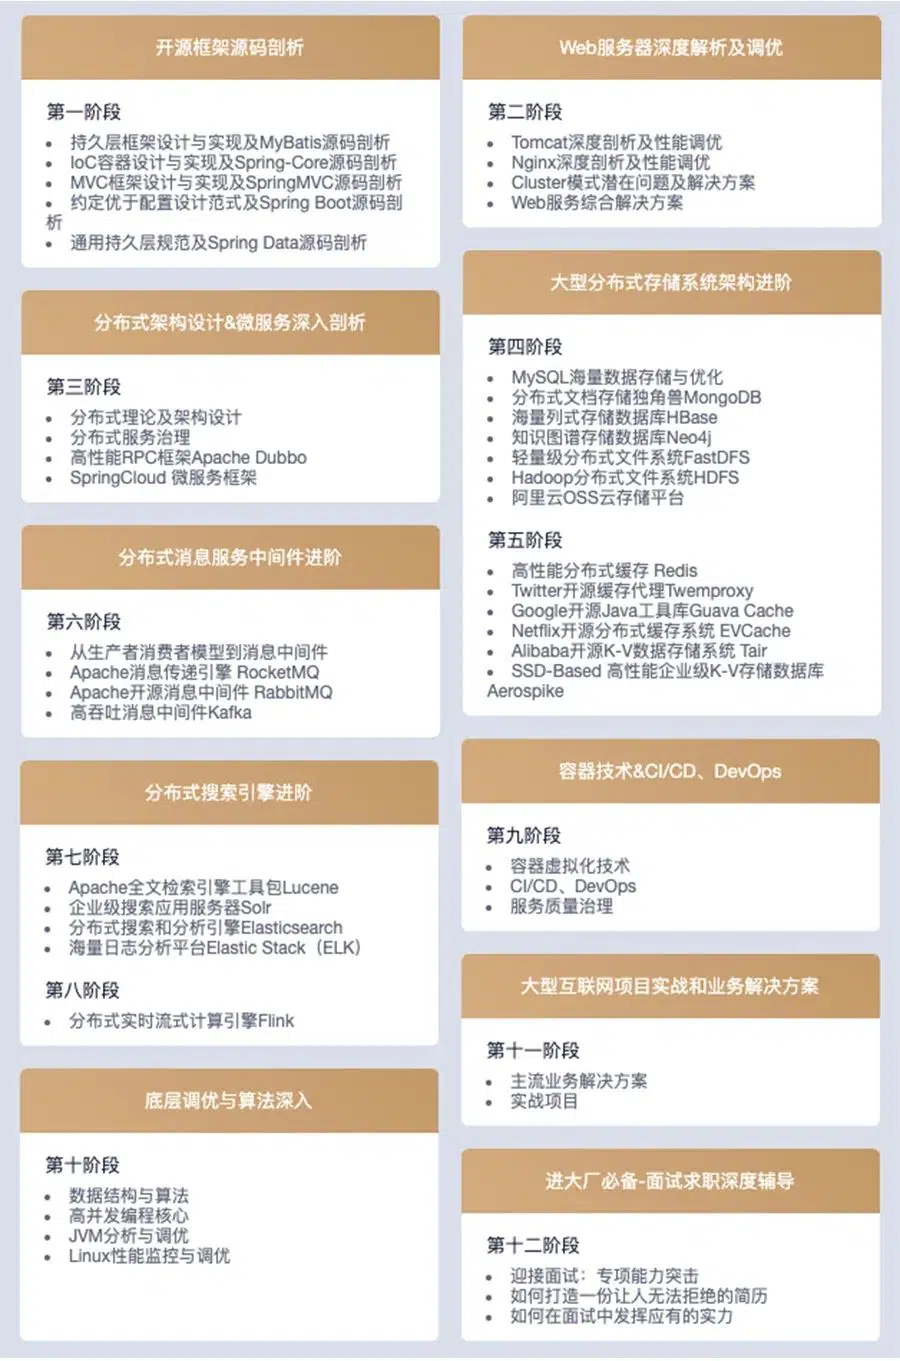 开源框架源码剖析
第一阶段
• 持久层框架设计与实现及MyBatis源码剖析
• IoC容器设计与实现及Spring-Core源码剖析
• MVC框架设计与实现及SpringMVC源码剖析
• 约定优于配置设计范式及Spring Boot源码剖
析
• 通用持久层规范及Spring Data源码剖析
Web服务器深度解析及调优
第二阶段
• Tomcat深度剖析及性能调优
• Nginx深度剖析及性能调优
• Cluster模式潜在问题及解决方案
• Web服务综合解决方案
分布式架构设计&微服务深入剖析
第三阶段
• 分布式理论及架构设计
• 分布式服务治理
• 高性能RPC框架Apache Dubbo
• SpringCloud 微服务框架
大型分布式存储系统架构进阶
第四阶段
• MySQL海量数据存储与优化
• 分布式文档存储独角兽MongoDB
• 海量列式存储数据库HBase
• 知识图谱存储数据库Neo4j
• 轻量级分布式文件系统FastDFS
• Hadoop分布式文件系统HDFS
• 阿里云OSS云存储平台
第五阶段
• 高性能分布式缓存 Redis
• Twitter开源缓存代理Twemproxy
• Google开源Java工具库Guava Cache
• Netflix开源分布式缓存系统 EVCache
• Alibaba开源K-V数据存储系统 Tair
• SSD-Based 高性能企业级K-V存储数据库
Aerospike
分布式消息服务中间件进阶
第六阶段
• 从生产者消费者模型到消息中间件
• Apache消息传递引擎 RocketMQ
• Apache开源消息中间件 RabbitMQ
• 高吞吐消息中间件Kafka
分布式搜索引擎进阶
第七阶段
• Apache全文检索引擎工具包Lucene
• 企业级搜索应用服务器Solr
• 分布式搜索和分析引擎Elasticsearch
• 海量日志分析平台Elastic Stack（ELK）
第八阶段
• 分布式实时流式计算引擎Flink
容器技术&CI/CD、DevOps
第九阶段
• 容器虚拟化技术
• CI/CD、DevOps
• 服务质量治理
底层调优与算法深入
第十阶段
• 数据结构与算法
• 高并发编程核心
• JVM分析与调优
• Linux性能监控与调优
大型互联网项目实战和业务解决方案
第十一阶段
• 主流业务解决方案
• 实战项目
进大厂必备-面试求职深度辅导
第十二阶段
• 迎接面试：专项能力突击
• 如何打造一份让人无法拒绝的简历
• 如何在面试中发挥应有的实力